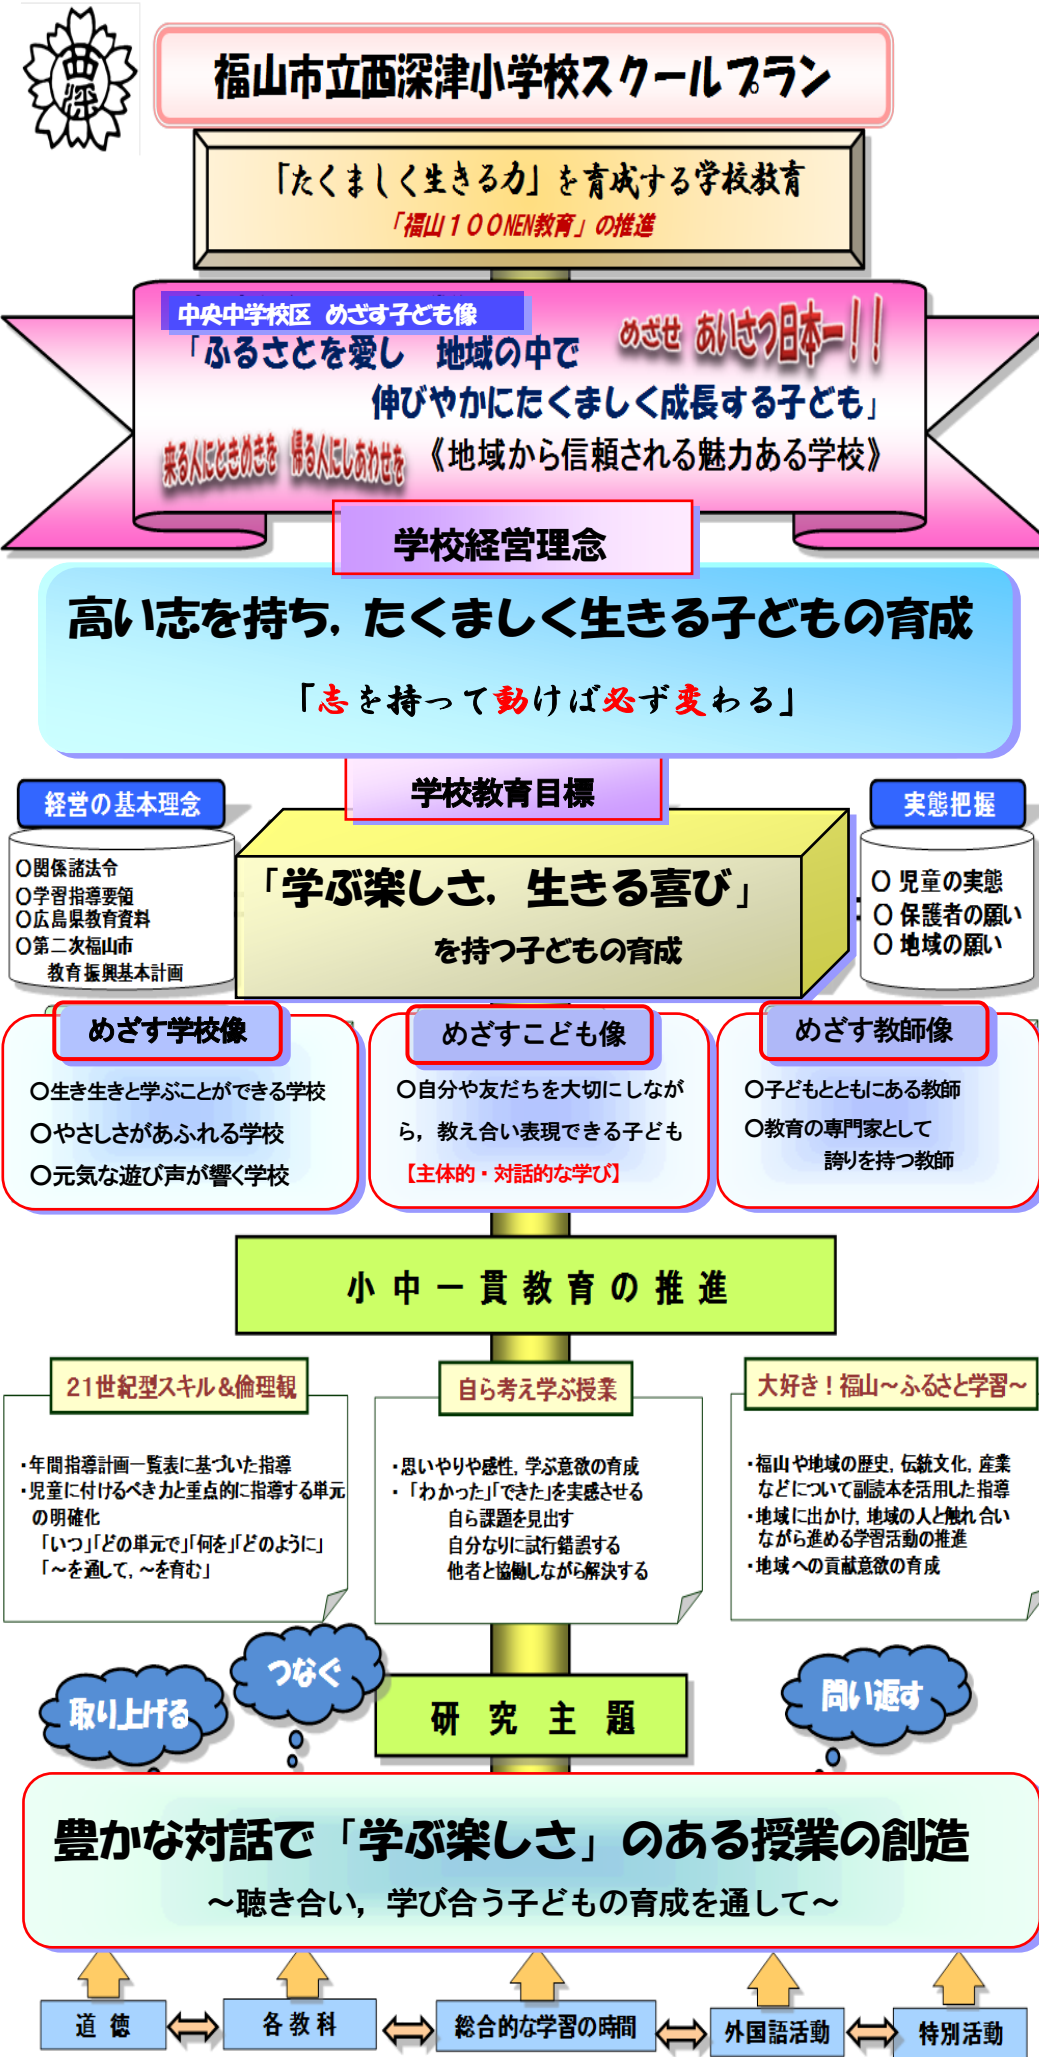 西深
福山市立西深津小学校スクールプラン
「たくましく生きる力」を育成する学校教育
「福山１００NEN教育」の推進
中央中学校区 めざす子ども像
めざせ あいさつ日本一！！
「ふるさとを愛し 地域の中で
伸びやかにたくましく成長する子ども」
来る人にときめきを 帰る人にしあわせを
《地域から信頼される魅力ある学校》
学校経営理念
高い志を持ち，たくましく生きる子どもの育成
「志を持って動けば必ず変わる」
学校教育目標
経営の基本理念
○関係諸法令
○学習指導要領
○広島県教育資料
○第二次福山市
教育振興基本計画
「学ぶ楽しさ，生きる喜び」
を持つ子どもの育成
実態把握
○ 児童の実態
○ 保護者の願い
○ 地域の願い
めざす学校像
○生き生きと学ぶことができる学校
○やさしさがあふれる学校
○元気な遊び声が響く学校
めざすこども像
○自分や友だちを大切にしなが
ら，教え合い表現できる子ども
【主体的・対話的な学び】
めざす教師像
○子どもとともにある教師
○教育の専門家として
誇りを持つ教師
小中一貫教育の推進
21世紀型スキル＆倫理観
・年間指導計画一覧表に基づいた指導
・児童に付けるべき力と重点的に指導する単元
の明確化
「いつ」「どの単元で」「何を」「どのように」
「～を通して，～を育む」
自ら考え学ぶ授業
・思いやりや感性，学ぶ意欲の育成
・「わかった」「できた」を実感させる
自ら課題を見出す
自分なりに試行錯誤する
他者と協働しながら解決する
大好き！福山～ふるさと学習～
・福山や地域の歴史，伝統文化，産業
などについて副読本を活用した指導
・地域に出かけ，地域の人と触れ合い
ながら進める学習活動の推進
・地域への貢献意欲の育成
取り上げる
つなぐ
問い返す
研究主題
豊かな対話で「学ぶ楽しさ」のある授業の創造
～聴き合い，学び合う子どもの育成を通して～
道徳
各教科
総合的な学習の時間
外国語活動
特別活動